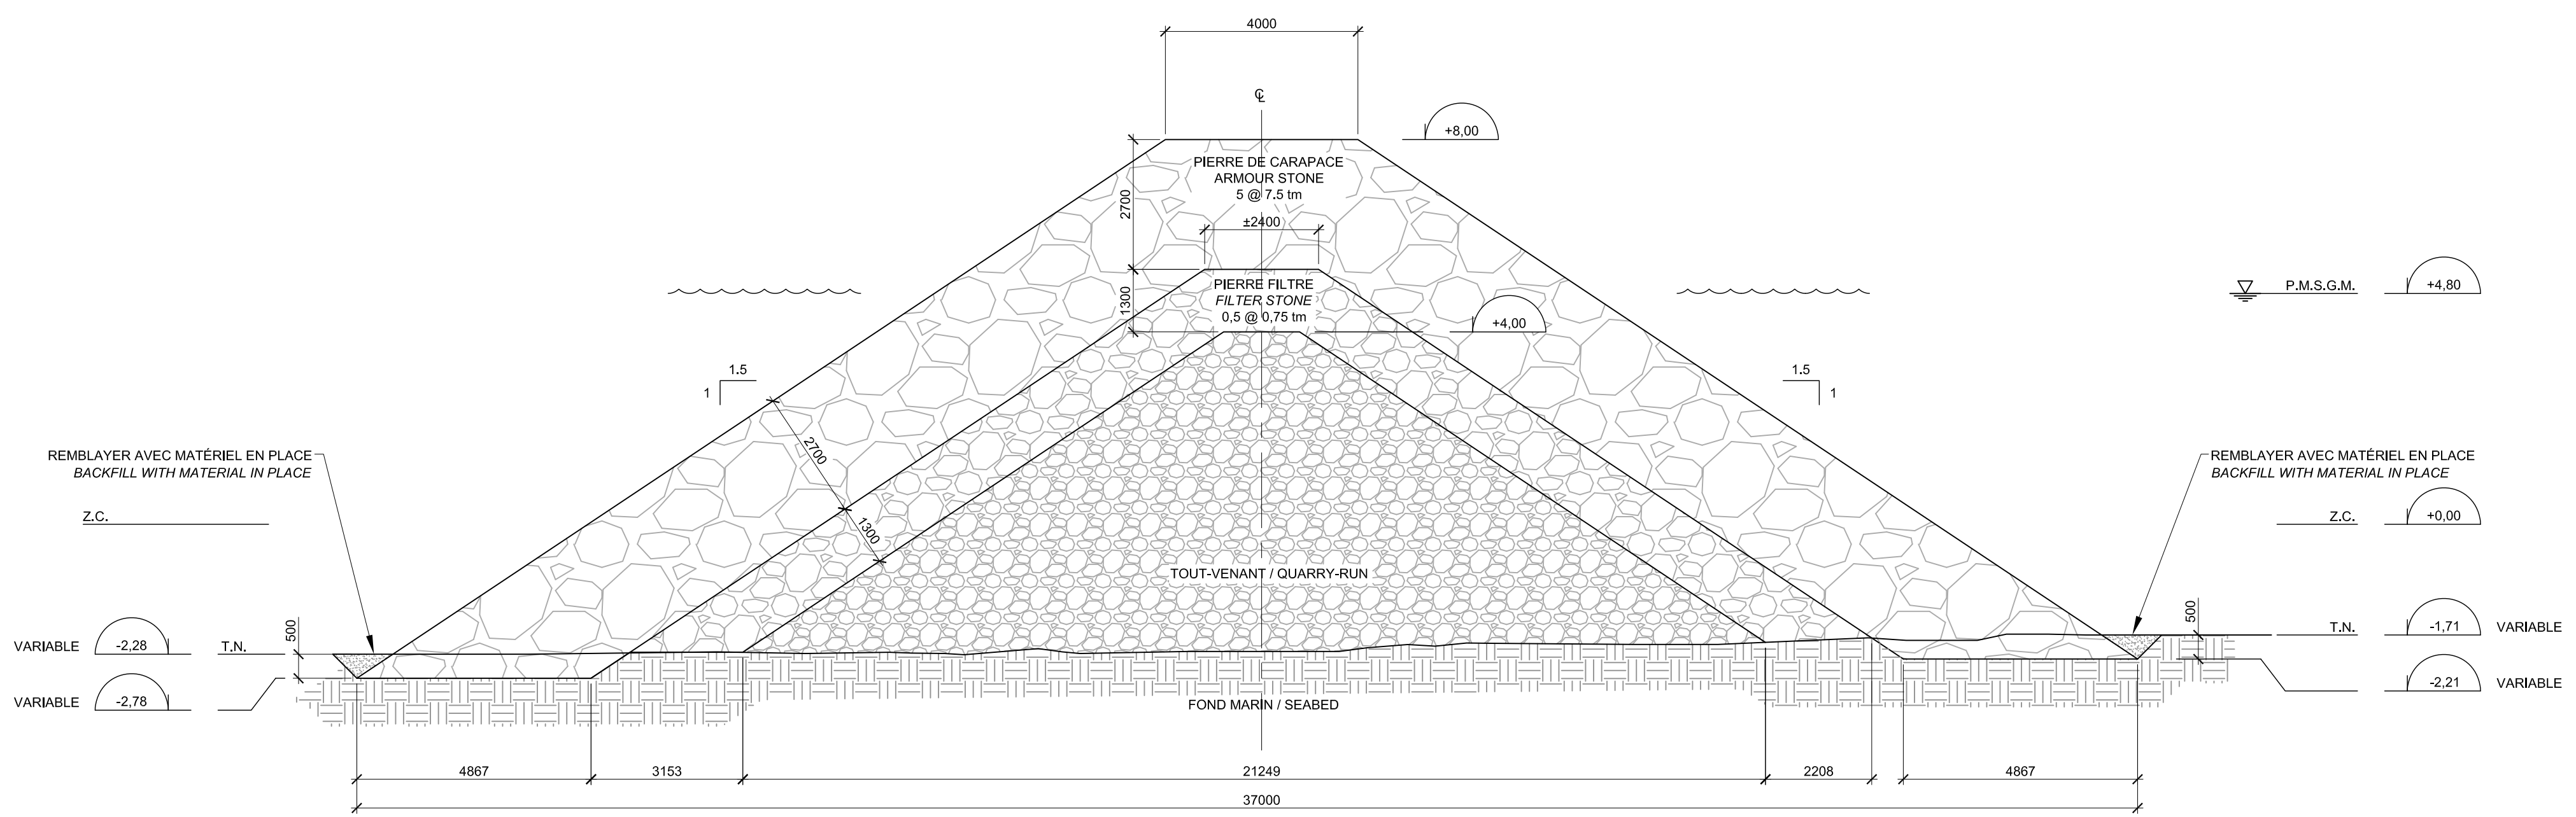 4000
℄
+8,00
PIERRE DE CARAPACE
ARMOUR STONE
5 @ 7.5 tm
2700
±2400
PIERRE FILTRE
FILTER STONE
0,5 @ 0,75 tm
1300
+4,00
P.M.S.G.M.
+4,80
1.5
1
1.5
1
2700
1300
REMBLAYER AVEC MATÉRIEL EN PLACE
BACKFILL WITH MATERIAL IN PLACE
REMBLAYER AVEC MATÉRIEL EN PLACE
BACKFILL WITH MATERIAL IN PLACE
Z.C.
Z.C.
+0,00
TOUT-VENANT / QUARRY-RUN
VARIABLE
-2,28
T.N.
500
500
T.N.
-1,71
VARIABLE
VARIABLE
-2,78
-2,21
VARIABLE
FOND MARIN / SEABED
4867
3153
21249
2208
4867
37000